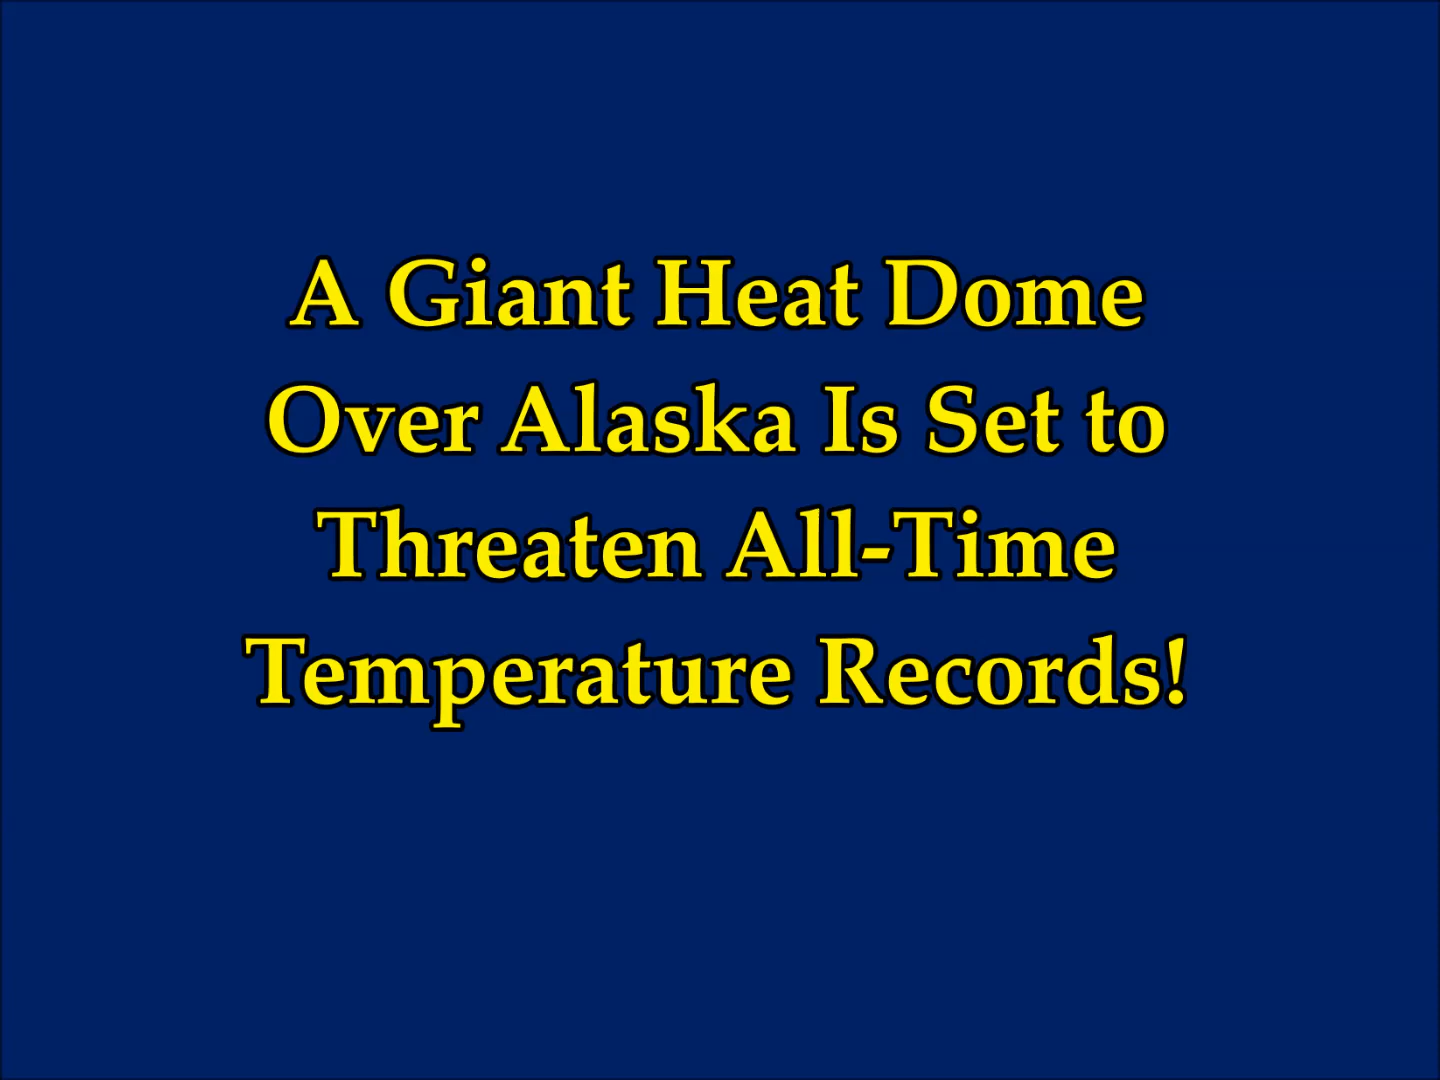 A Giant Heat Dome
Over Alaska Is Set to
Threaten All-Time
Temperature Records!